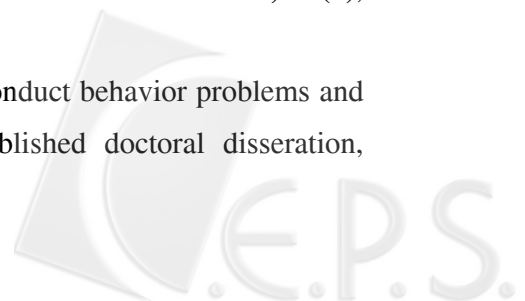 onduct behavior problems and
blished doctoral disseration,
C.E.P.S.